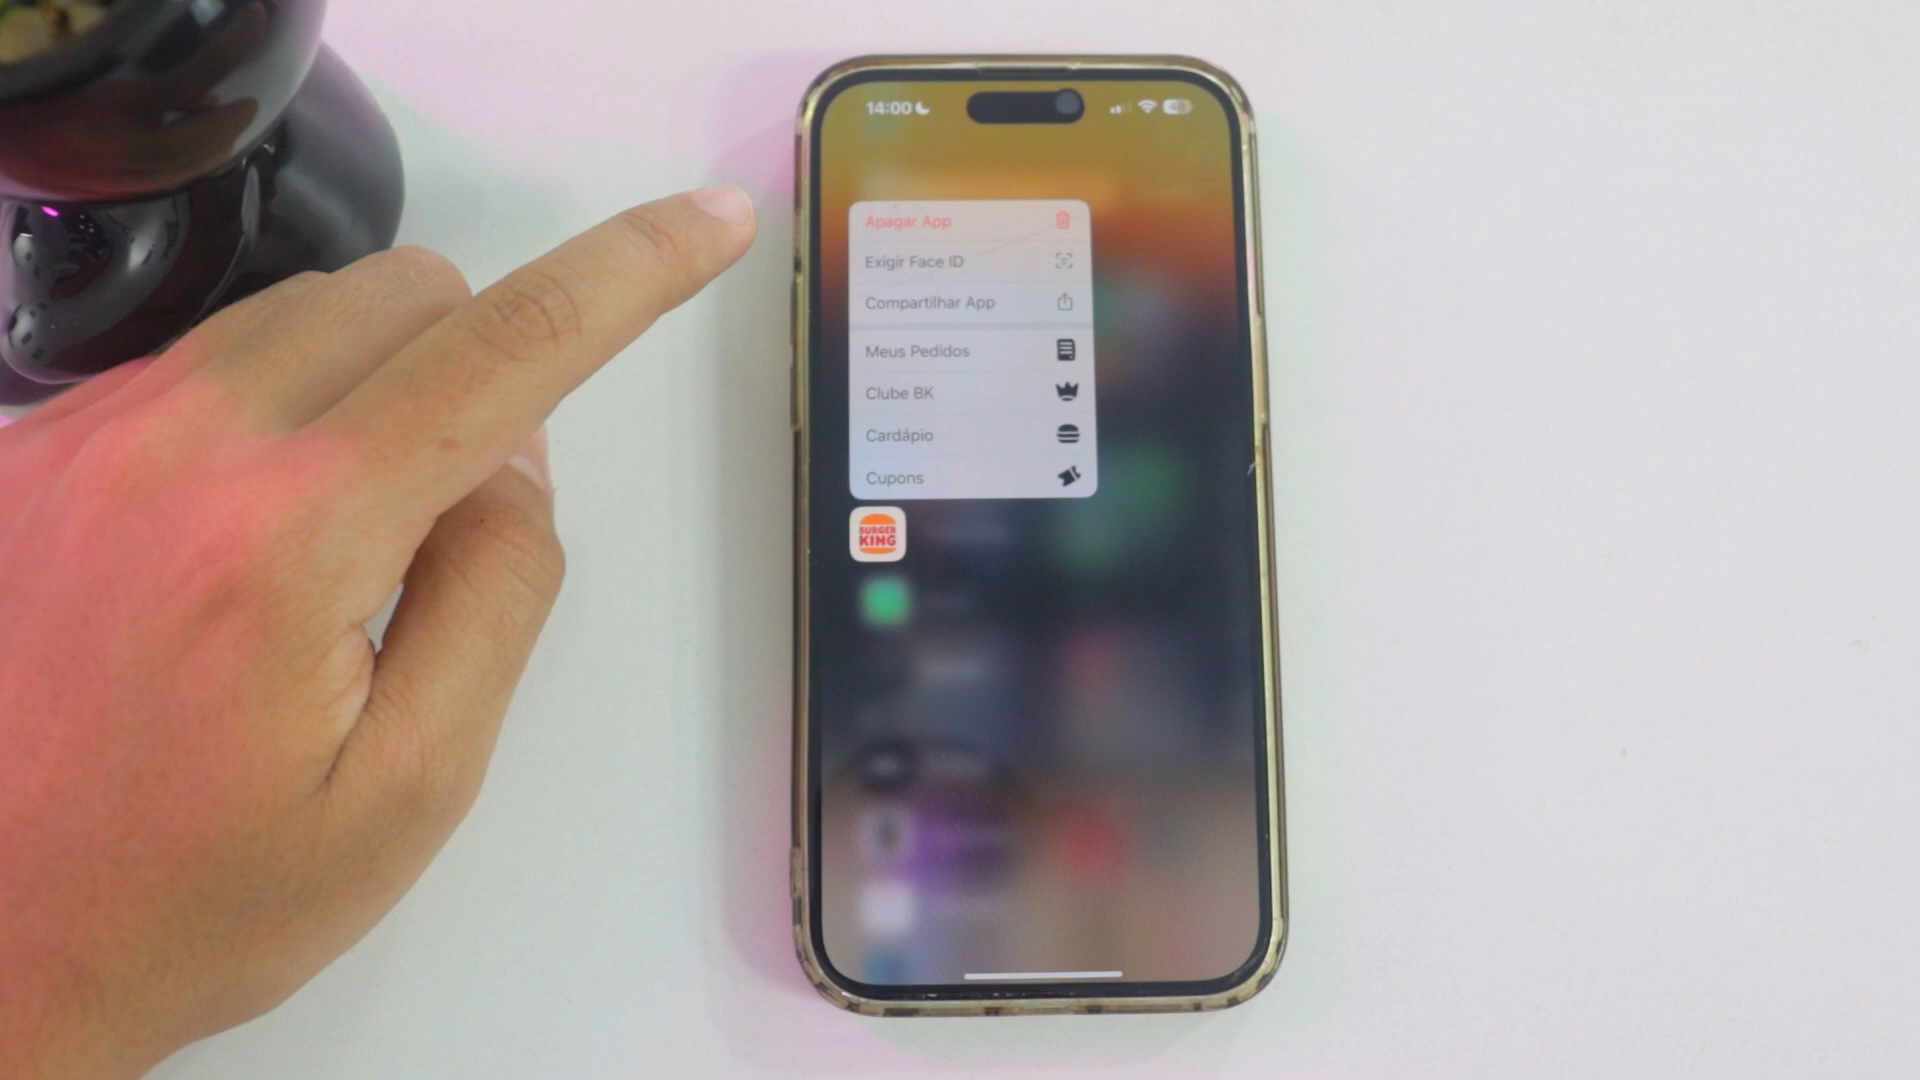 14:00
Apagar App
Exigir Face ID
Compartilhar App
Meus Pedidos
Clube BK
Cardápio
Cupons
BURGER
KING